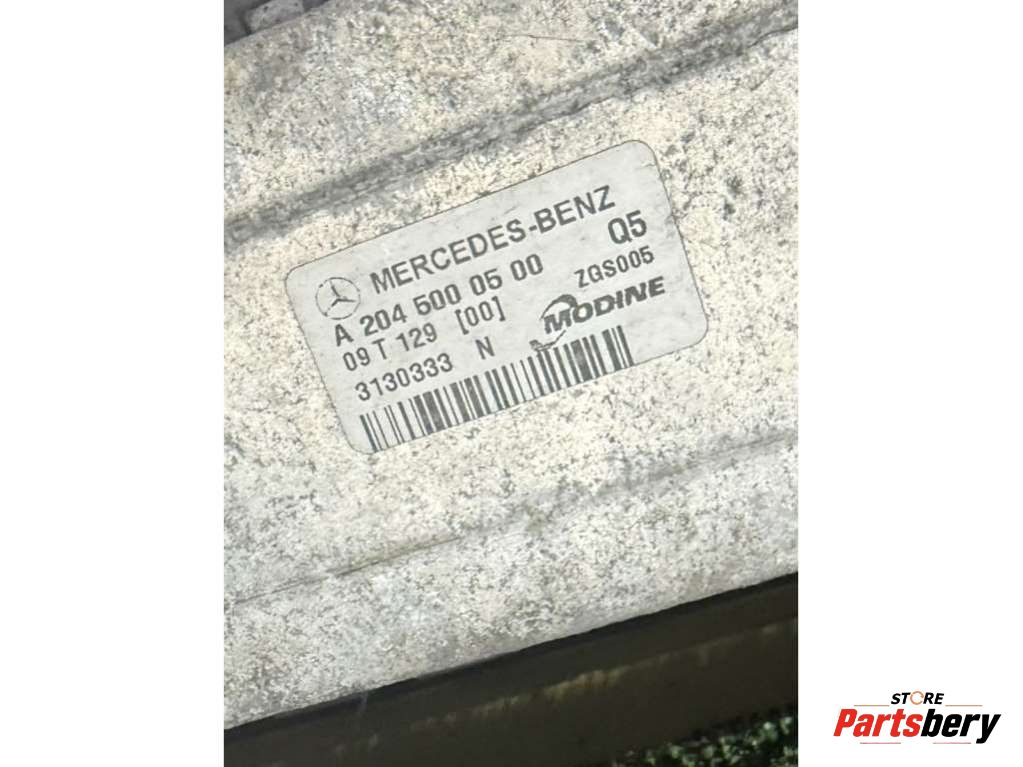 MERCEDES-BENZ
A 204 500 05 00 Q5
09 T 129 [00] ZGS005
3130333 N MODINE
STORE
Partsbery